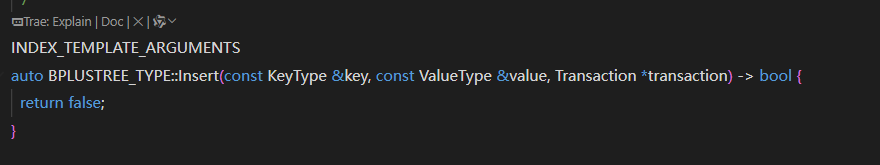 Trae: Explain | Doc | X |
INDEX_TEMPLATE_ARGUMENTS
auto BPLUSTREE_TYPE::Insert(const KeyType &key, const ValueType &value, Transaction *transaction) -> bool {
return false;
}